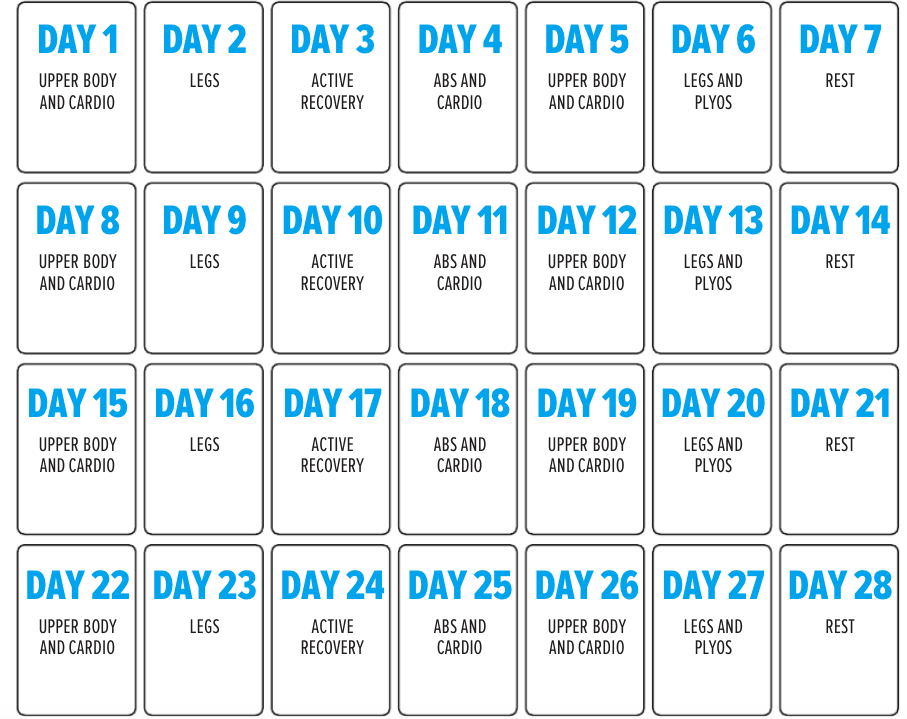 DAY 1
UPPER BODY
AND CARDIO
DAY 2
LEGS
DAY 3
ACTIVE
RECOVERY
DAY 4
ABS AND
CARDIO
DAY 5
UPPER BODY
AND CARDIO
DAY 6
LEGS AND
PLYOS
DAY 7
REST
DAY 8
UPPER BODY
AND CARDIO
DAY 9
LEGS
DAY 10
ACTIVE
RECOVERY
DAY 11
ABS AND
CARDIO
DAY 12
UPPER BODY
AND CARDIO
DAY 13
LEGS AND
PLYOS
DAY 14
REST
DAY 15
UPPER BODY
AND CARDIO
DAY 16
LEGS
DAY 17
ACTIVE
RECOVERY
DAY 18
ABS AND
CARDIO
DAY 19
UPPER BODY
AND CARDIO
DAY 20
LEGS AND
PLYOS
DAY 21
REST
DAY 22
UPPER BODY
AND CARDIO
DAY 23
LEGS
DAY 24
ACTIVE
RECOVERY
DAY 25
ABS AND
CARDIO
DAY 26
UPPER BODY
AND CARDIO
DAY 27
LEGS AND
PLYOS
DAY 28
REST